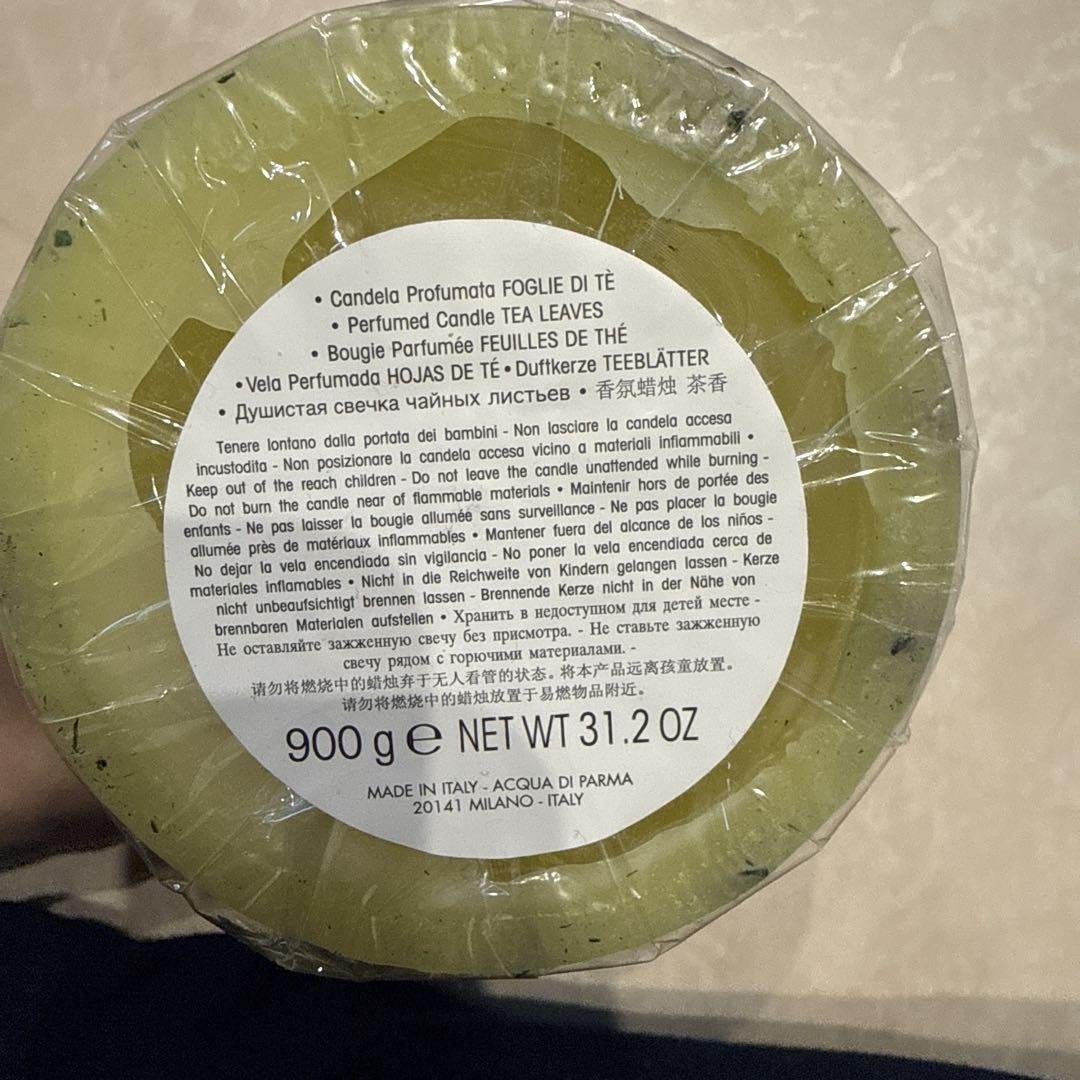 • Candela Profumata FOGLIE DI TÈ
• Perfumed Candle TEA LEAVES
• Bougie Parfumée FEUILLES DE THÉ
• Vela Perfumada HOJAS DE TÉ • Duftkerze TEEBLÄTTER
• Душистая свечка чайных листьев • 香氛蜡烛 茶香
Tenere lontano dalla portata dei bambini - Non lasciare la candela accesa
incustodita - Non posizionare la candela accesa vicino a materiali infiammabili •
Keep out of the reach children - Do not leave the candle unattended while burning -
Do not burn the candle near of flammable materials • Maintenir hors de portée des
enfants - Ne pas laisser la bougie allumée sans surveillance - Ne pas placer la bougie
allumée près de matériaux inflammables • Mantener fuera del alcance de los niños -
No dejar la vela encendida sin vigilancia - No poner la vela encendida cerca de
materiales inflamables • Nicht in die Reichweite von Kindern gelangen lassen - Kerze
nicht unbeaufsichtigt brennen lassen - Brennende Kerze nicht in der Nähe von
brennbaren Materialen aufstellen • Хранить в недоступном для детей месте -
Не оставляйте зажженную свечу без присмотра. - Не ставьте зажженную
свечу рядом с горючими материалами. -
请勿将燃烧中的蜡烛弃于无人看管的状态。将本产品远离孩童放置。
请勿将燃烧中的蜡烛放置于易燃物品附近。
900 g ℮ NET WT 31.2 OZ
MADE IN ITALY - ACQUA DI PARMA
20141 MILANO - ITALY